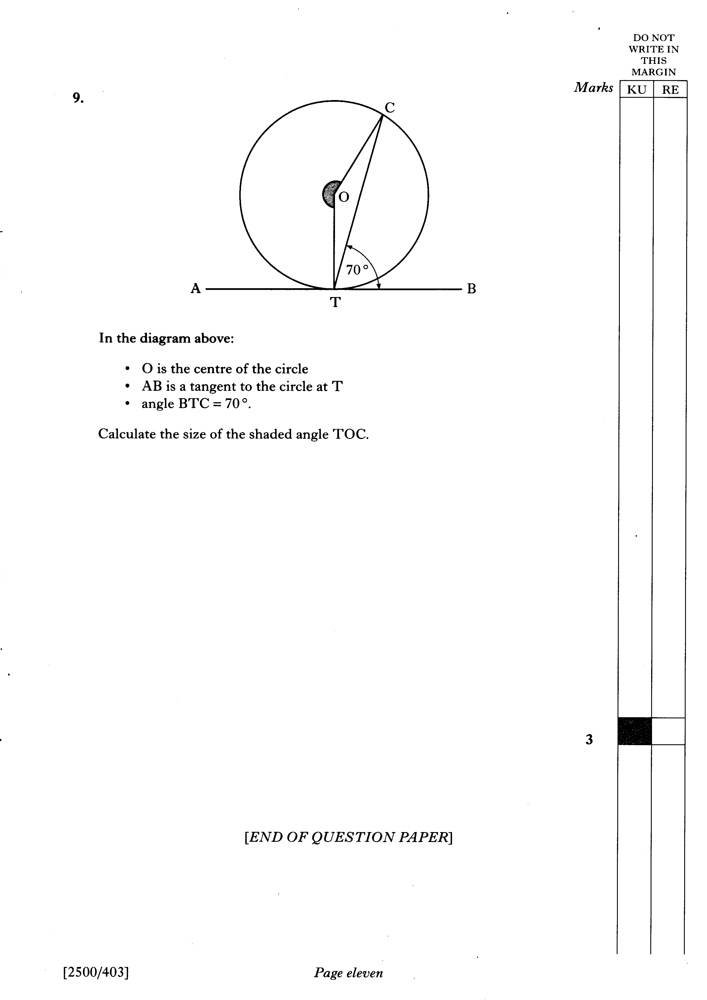 DO NOT
WRITE IN
THIS
MARGIN
Marks KU RE
9.
C
O
70°
A B
T
In the diagram above:
• O is the centre of the circle
• AB is a tangent to the circle at T
• angle BTC = 70°.
Calculate the size of the shaded angle TOC.
3
[END OF QUESTION PAPER]
[2500/403] Page eleven